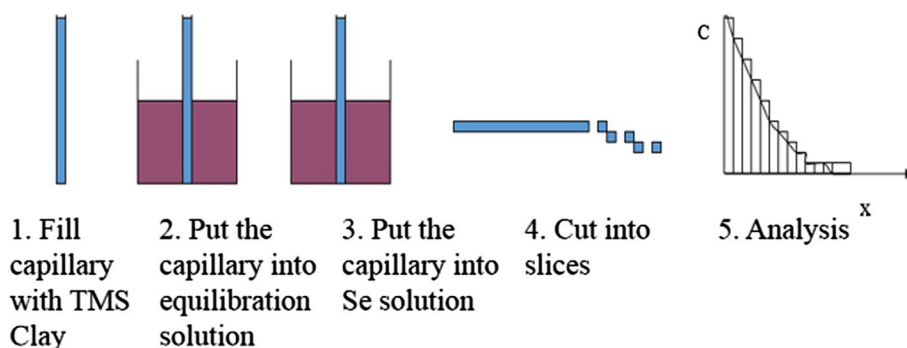 C
x
1. Fill
capillary
with TMS
Clay
2. Put the
capillary into
equilibration
solution
3. Put the
capillary into
Se solution
4. Cut into
slices
5. Analysis